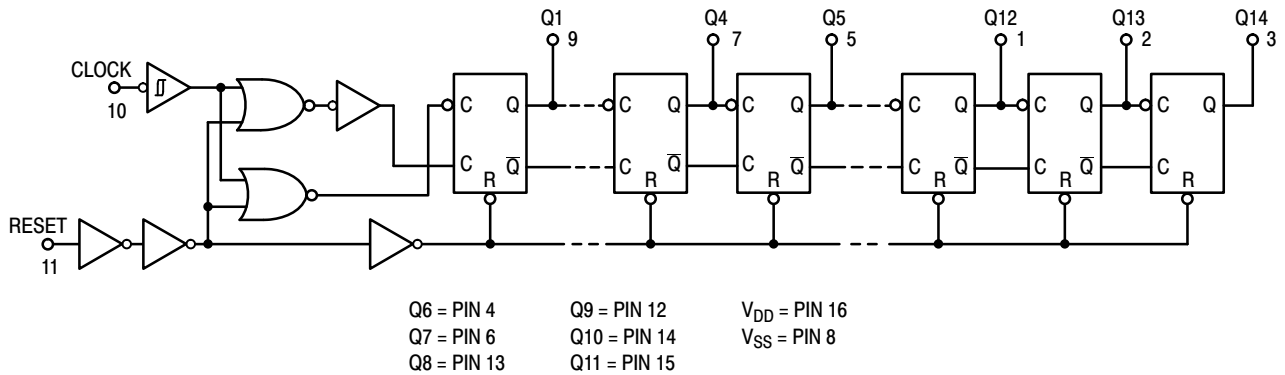 Q1 Q4 Q5 Q12 Q13 Q14
9 7 5 1 2 3
CLOCK
10
C Q C Q C Q C Q C Q C Q
C Q̅ C Q̅ C Q̅ C Q̅ C Q̅ C
R R R R R R
RESET
11
Q6 = PIN 4 Q9 = PIN 12 V_DD = PIN 16
Q7 = PIN 6 Q10 = PIN 14 V_SS = PIN 8
Q8 = PIN 13 Q11 = PIN 15